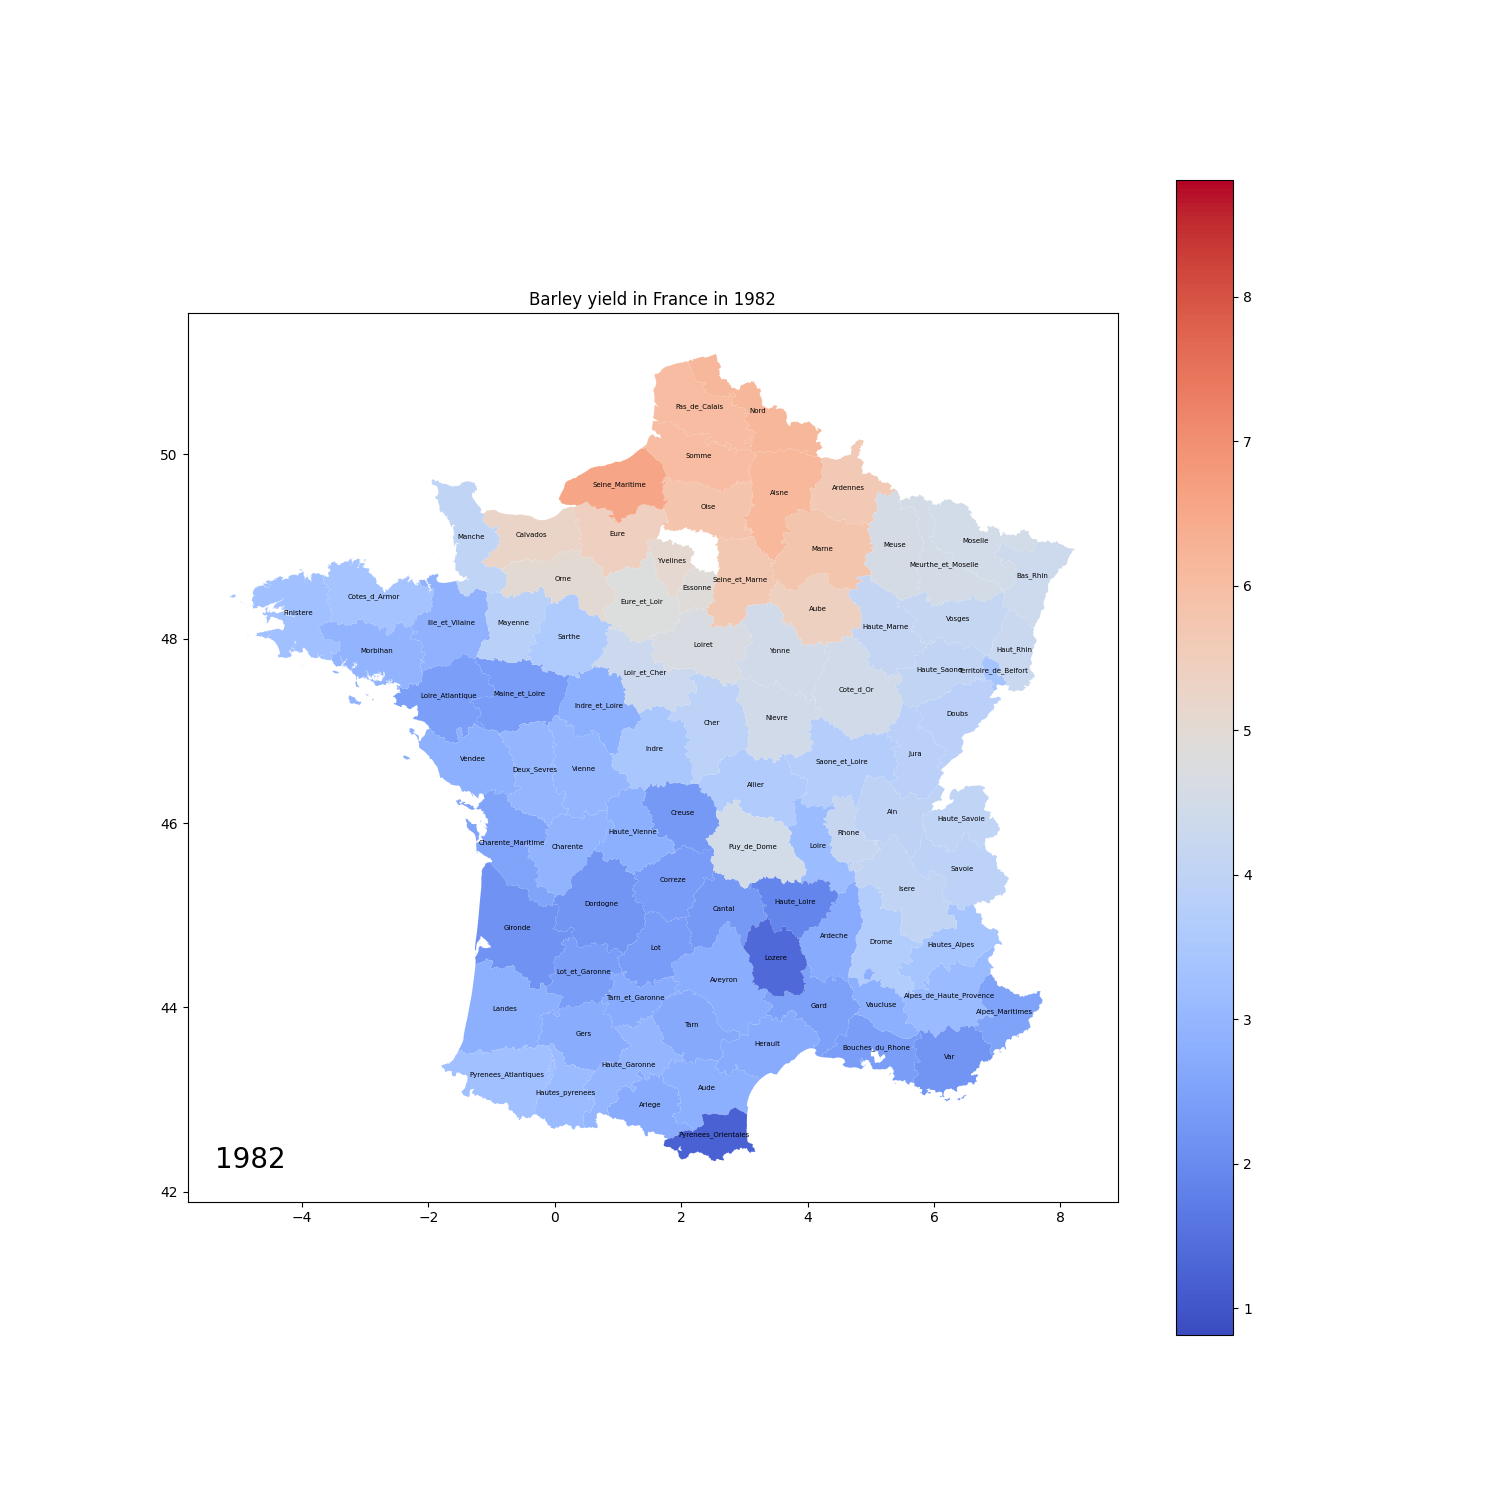 Barley yield in France in 1982
8
7
6
5
4
3
2
1
50
48
46
44
42
−4
−2
0
2
4
6
8
1982
Pas_de_Calais
Nord
Somme
Seine_Maritime
Aisne
Ardennes
Oise
Manche
Calvados
Eure
Marne
Meuse
Moselle
Yvelines
Meurthe_et_Moselle
Bas_Rhin
Orne
Seine_et_Marne
Essonne
Cotes_d_Armor
Eure_et_Loir
Aube
Finistere
Ille_et_Vilaine
Mayenne
Haute_Marne
Vosges
Sarthe
Loiret
Yonne
Haut_Rhin
Morbihan
Loir_et_Cher
Haute_Saone
Territoire_de_Belfort
Loire_Atlantique
Maine_et_Loire
Cote_d_Or
Indre_et_Loire
Doubs
Cher
Nievre
Indre
Jura
Vendee
Saone_et_Loire
Deux_Sevres
Vienne
Allier
Creuse
Ain
Haute_Savoie
Haute_Vienne
Rhone
Charente_Maritime
Charente
Puy_de_Dome
Loire
Savoie
Correze
Isere
Dordogne
Cantal
Haute_Loire
Gironde
Ardeche
Drome
Hautes_Alpes
Lot
Lozere
Lot_et_Garonne
Aveyron
Tarn_et_Garonne
Alpes_de_Haute_Provence
Landes
Gard
Vaucluse
Alpes_Maritimes
Tarn
Gers
Herault
Bouches_du_Rhone
Var
Haute_Garonne
Pyrenees_Atlantiques
Aude
Hautes_pyrenees
Ariege
Pyrenees_Orientales